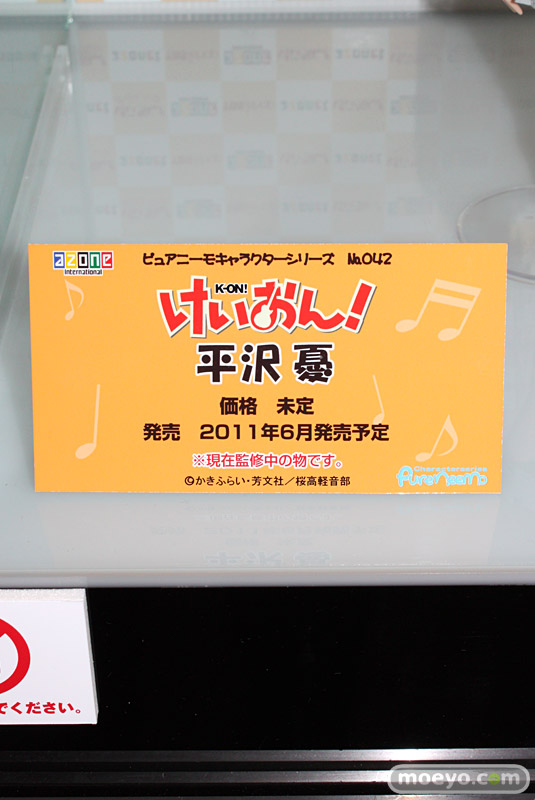 azone
international
ピュアニーモキャラクターシリーズ　No.042
K-ON!
けいおん!
平沢 憂
価格　未定
発売　2011年6月発売予定
※現在監修中の物です。
©かきふらい・芳文社／桜高軽音部
Characterseries
PureNeemo
でください。
moeyo.com